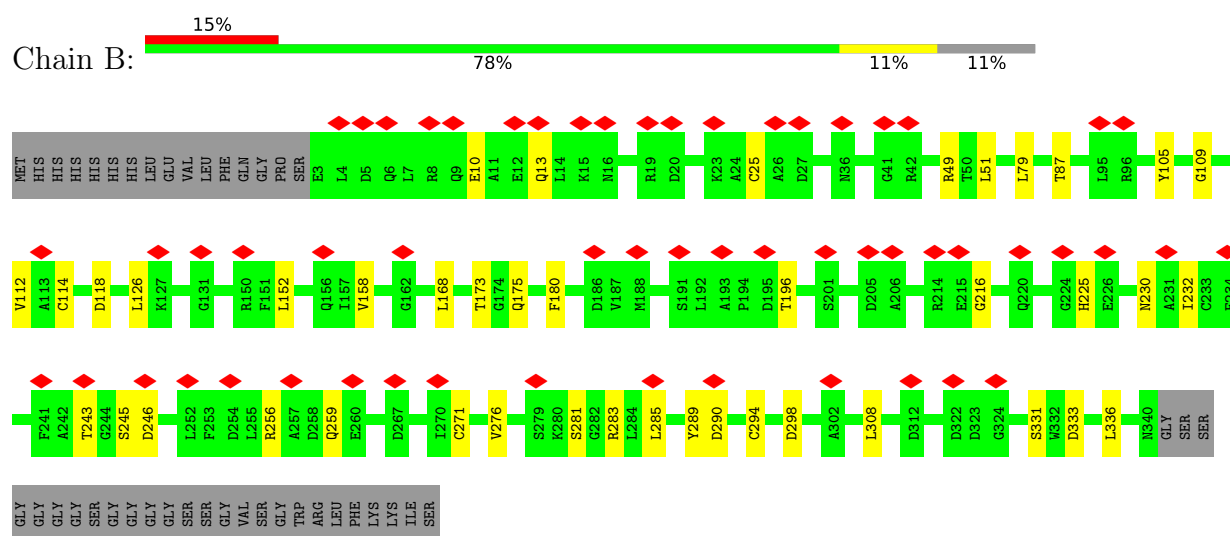 15%
Chain B:
78% 11% 11%
MET HIS HIS HIS HIS HIS HIS LEU GLU VAL LEU PHE GLN GLY PRO SER E3 L4 D5 Q6 L7 R8 Q9 E10 A11 E12 Q13 L14 K15 N16 R19 D20 K23 A24 C25 A26 D27 N36 G41 R42 R49 T50 L51 L79 T87 L95 R96 Y105 G109
V112 A113 C114 D118 L126 K127 G131 R150 F151 L152 Q156 I157 V158 G162 L168 T173 G174 Q175 F180 D186 V187 M188 S191 L192 A193 P194 D195 T196 S201 D205 A206 R214 E215 G216 Q220 G224 H225 E226 N230 A231 I232 C233
F241 A242 T243 G244 S245 D246 L252 F253 D254 L255 R256 A257 D258 Q259 E260 D267 I270 C271 V276 S279 K280 S281 G282 R283 L284 L285 Y289 D290 C294 D298 A302 L308 D312 D322 D323 G324 S331 W332 D333 L336 N340 GLY SER SER
GLY GLY GLY GLY SER GLY GLY GLY GLY SER SER GLY VAL SER GLY TRP ARG LEU PHE LYS LYS ILE SER